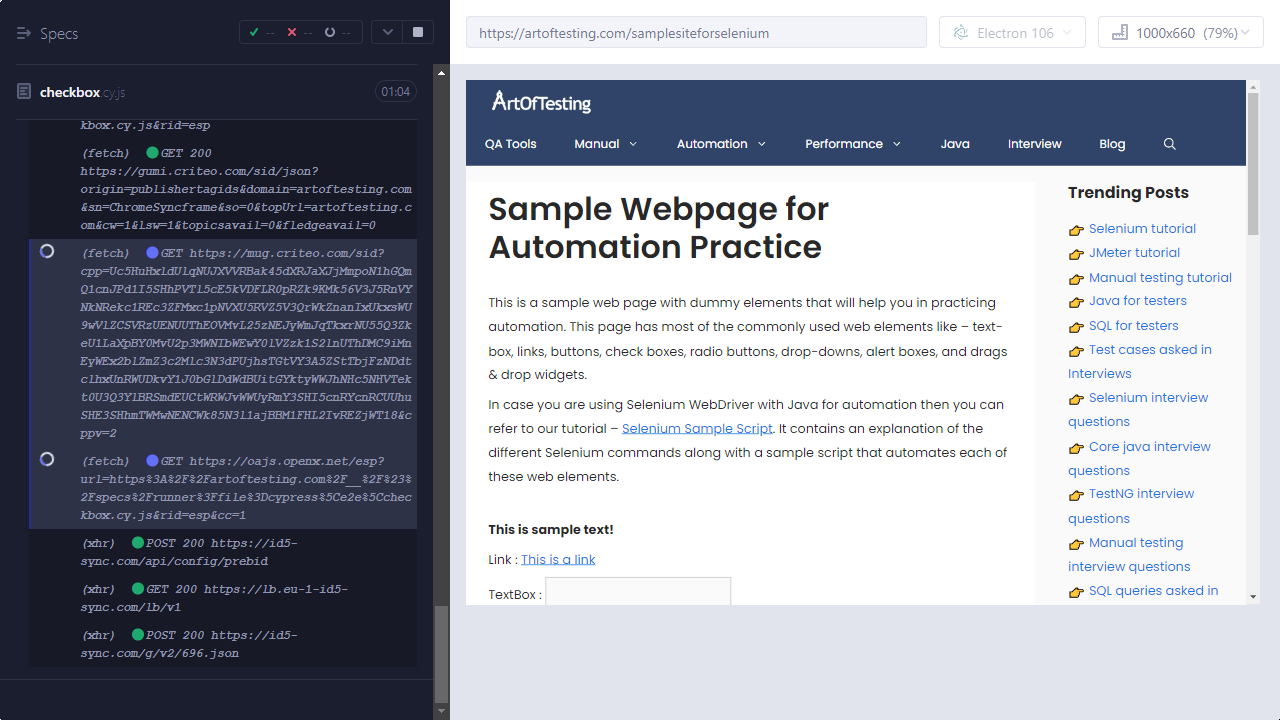 Specs
--
--
--
checkbox.cy.js
01:04
kbox.cy.js&rid=esp
(fetch) GET 200
https://gumi.criteo.com/sid/json?
origin=publishertagids&domain=artoftesting.com
&sn=ChromeSyncframe&so=0&topUrl=artoftesting.c
om&cw=1&lsw=1&topicsavail=0&fledgeavail=0
(fetch) GET https://mug.criteo.com/sid?
(fetch) GET https://oajs.openx.net/esp?
url=https%3A%2F%2Fartoftesting.com%2F__%2F%23%
2Fspecs%2Frunner%3Ffile%3Dcypress%5Ce2e%5Cchec
kbox.cy.js&rid=esp&cc=1
(xhr) POST 200 https://id5-
sync.com/api/config/prebid
(xhr) GET 200 https://lb.eu-1-id5-
sync.com/lb/v1
(xhr) POST 200 https://id5-
sync.com/g/v2/696.json
https://artoftesting.com/samplesiteforselenium
Electron 106
1000x660 (79%)
ArtOfTesting
QA Tools
Manual
Automation
Performance
Java
Interview
Blog
Sample Webpage for
Automation Practice
This is a sample web page with dummy elements that will help you in practicing
automation. This page has most of the commonly used web elements like – text-
box, links, buttons, check boxes, radio buttons, drop-downs, alert boxes, and drags
& drop widgets.
In case you are using Selenium WebDriver with Java for automation then you can
refer to our tutorial – Selenium Sample Script. It contains an explanation of the
different Selenium commands along with a sample script that automates each of
these web elements.
This is sample text!
Link : This is a link
TextBox :
Trending Posts
Selenium tutorial
JMeter tutorial
Manual testing tutorial
Java for testers
SQL for testers
Test cases asked in
Interviews
Selenium interview
questions
Core java interview
questions
TestNG interview
questions
Manual testing
interview questions
SQL queries asked in